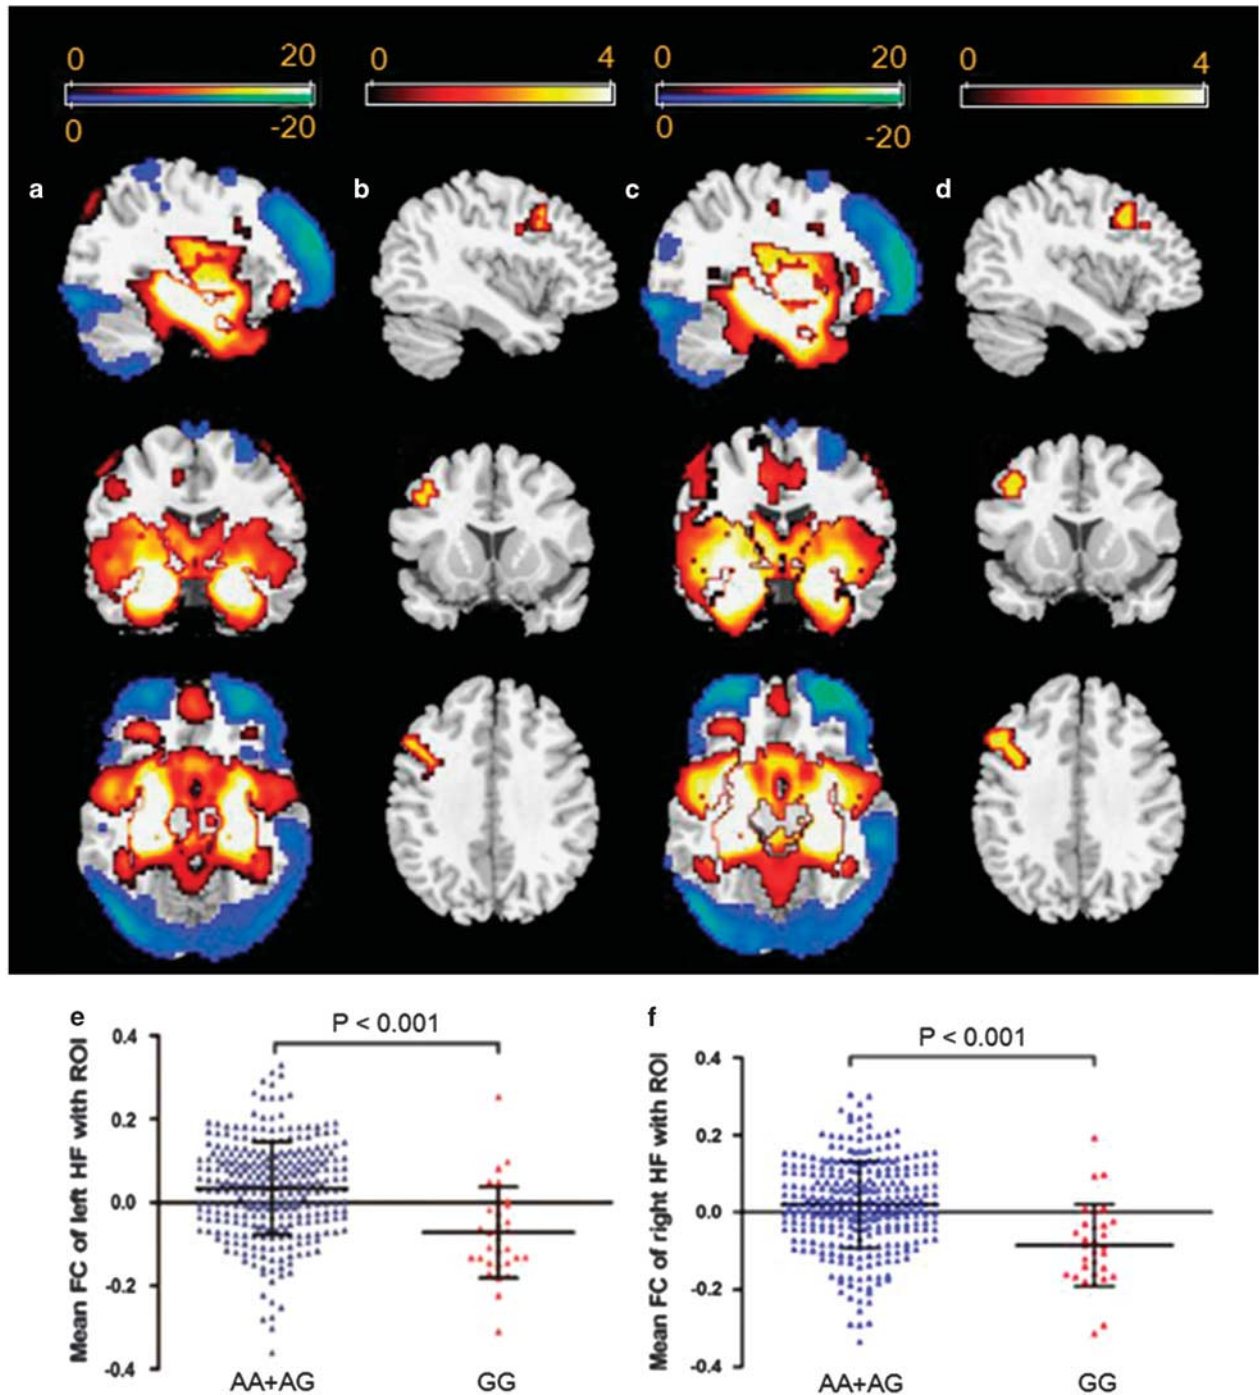 0 20 0 4 0 20 0 4
0 -20 0 -20
a b c d
e f
P < 0.001
P < 0.001
Mean FC of left HF with ROI
0.4
0.2
0.0
-0.2
-0.4
AA+AG GG
Mean FC of right HF with ROI
0.4
0.2
0.0
-0.2
-0.4
AA+AG GG